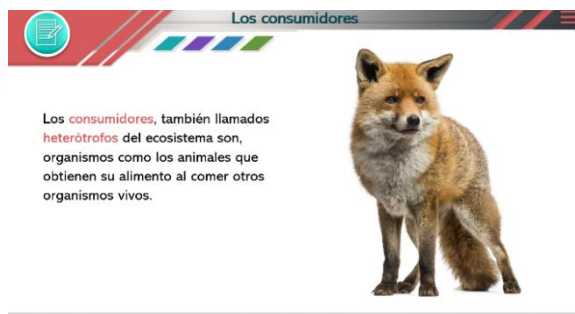 Los consumidores
Los consumidores, también llamados
heterótrofos del ecosistema son,
organismos como los animales que
obtienen su alimento al comer otros
organismos vivos.